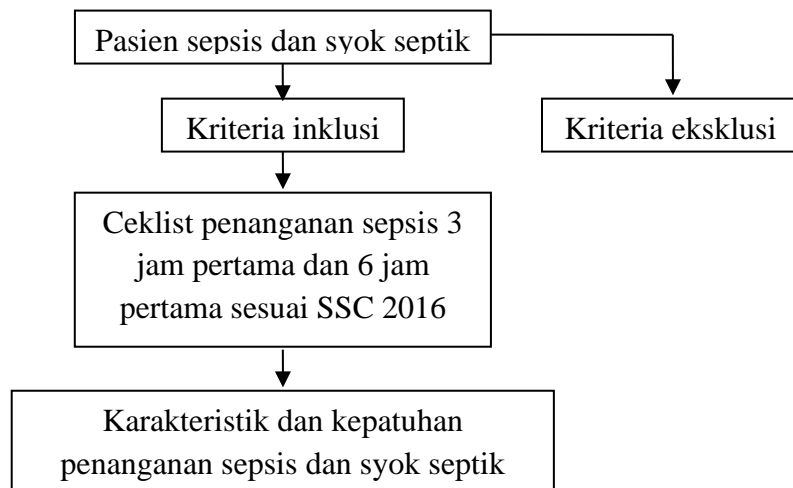 Pasien sepsis dan syok septik
Kriteria inklusi
Kriteria eksklusi
Ceklist penanganan sepsis 3
jam pertama dan 6 jam
pertama sesuai SSC 2016
Karakteristik dan kepatuhan
penanganan sepsis dan syok septik